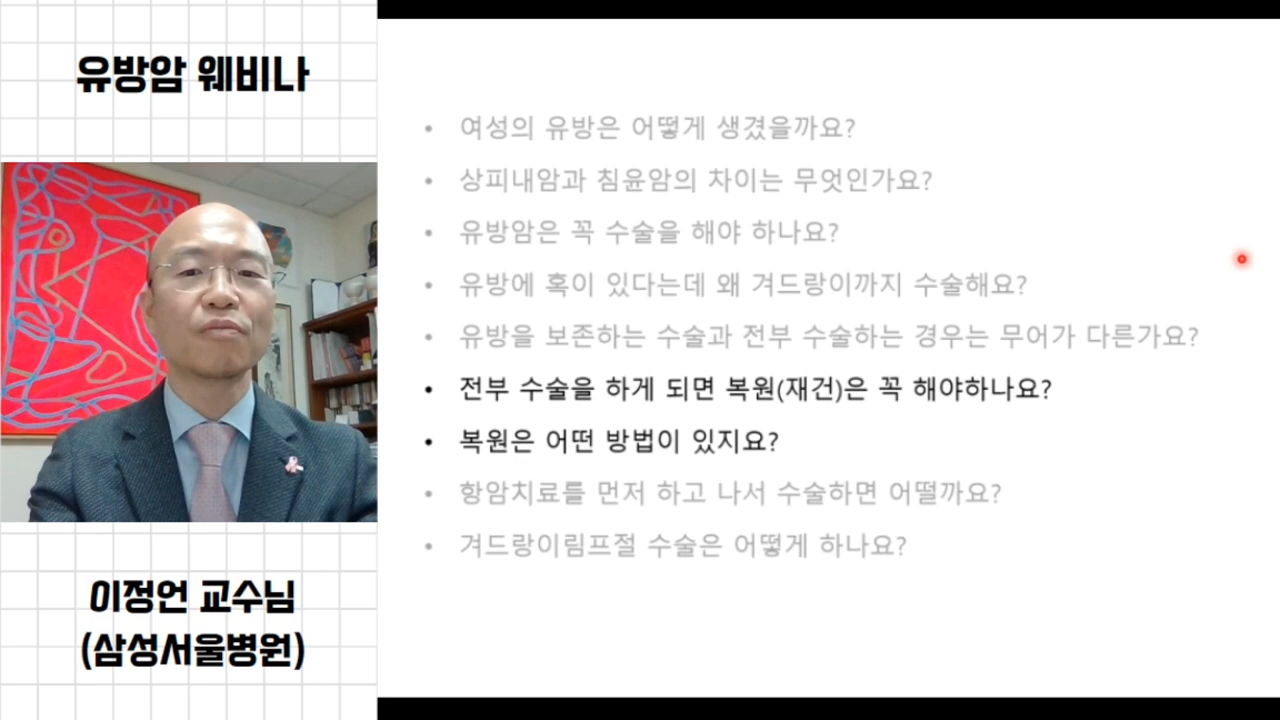 유방암 웨비나
이정언 교수님
(삼성서울병원)
• 여성의 유방은 어떻게 생겼을까요?
• 상피내암과 침윤암의 차이는 무엇인가요?
• 유방암은 꼭 수술을 해야 하나요?
• 유방에 혹이 있다는데 왜 겨드랑이까지 수술해요?
• 유방을 보존하는 수술과 전부 수술하는 경우는 무어가 다른가요?
• 전부 수술을 하게 되면 복원(재건)은 꼭 해야하나요?
• 복원은 어떤 방법이 있지요?
• 항암치료를 먼저 하고 나서 수술하면 어떨까요?
• 겨드랑이림프절 수술은 어떻게 하나요?